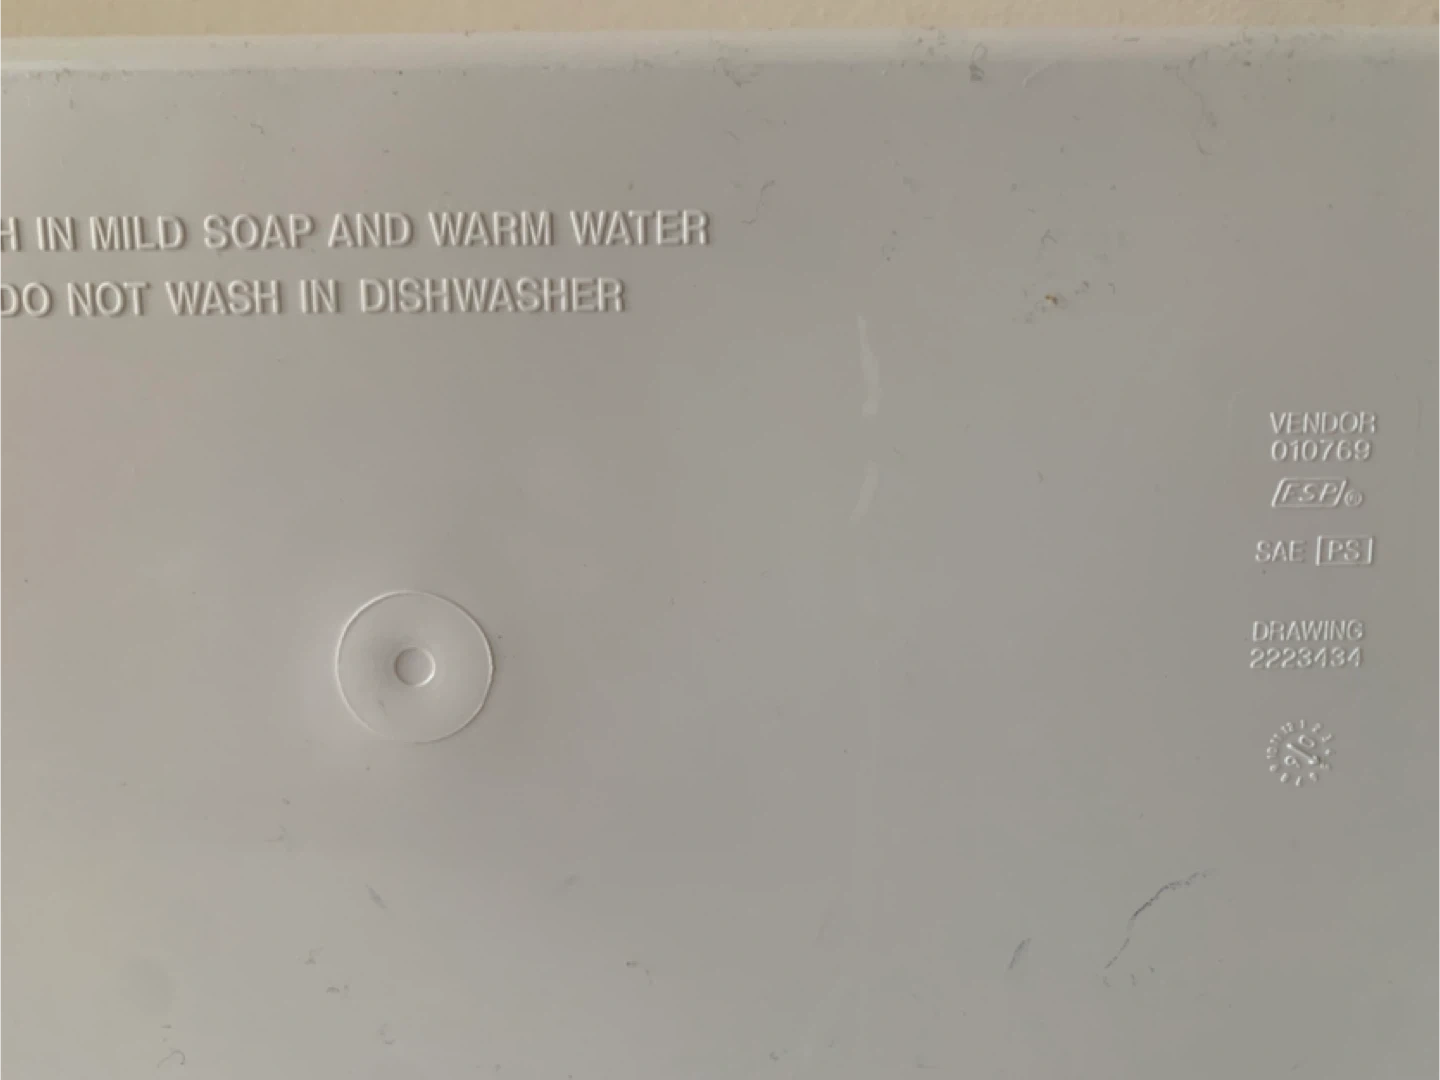 H IN MILD SOAP AND WARM WATER
DO NOT WASH IN DISHWASHER
VENDOR
010769
ESP®
SAE PS
DRAWING
2223434